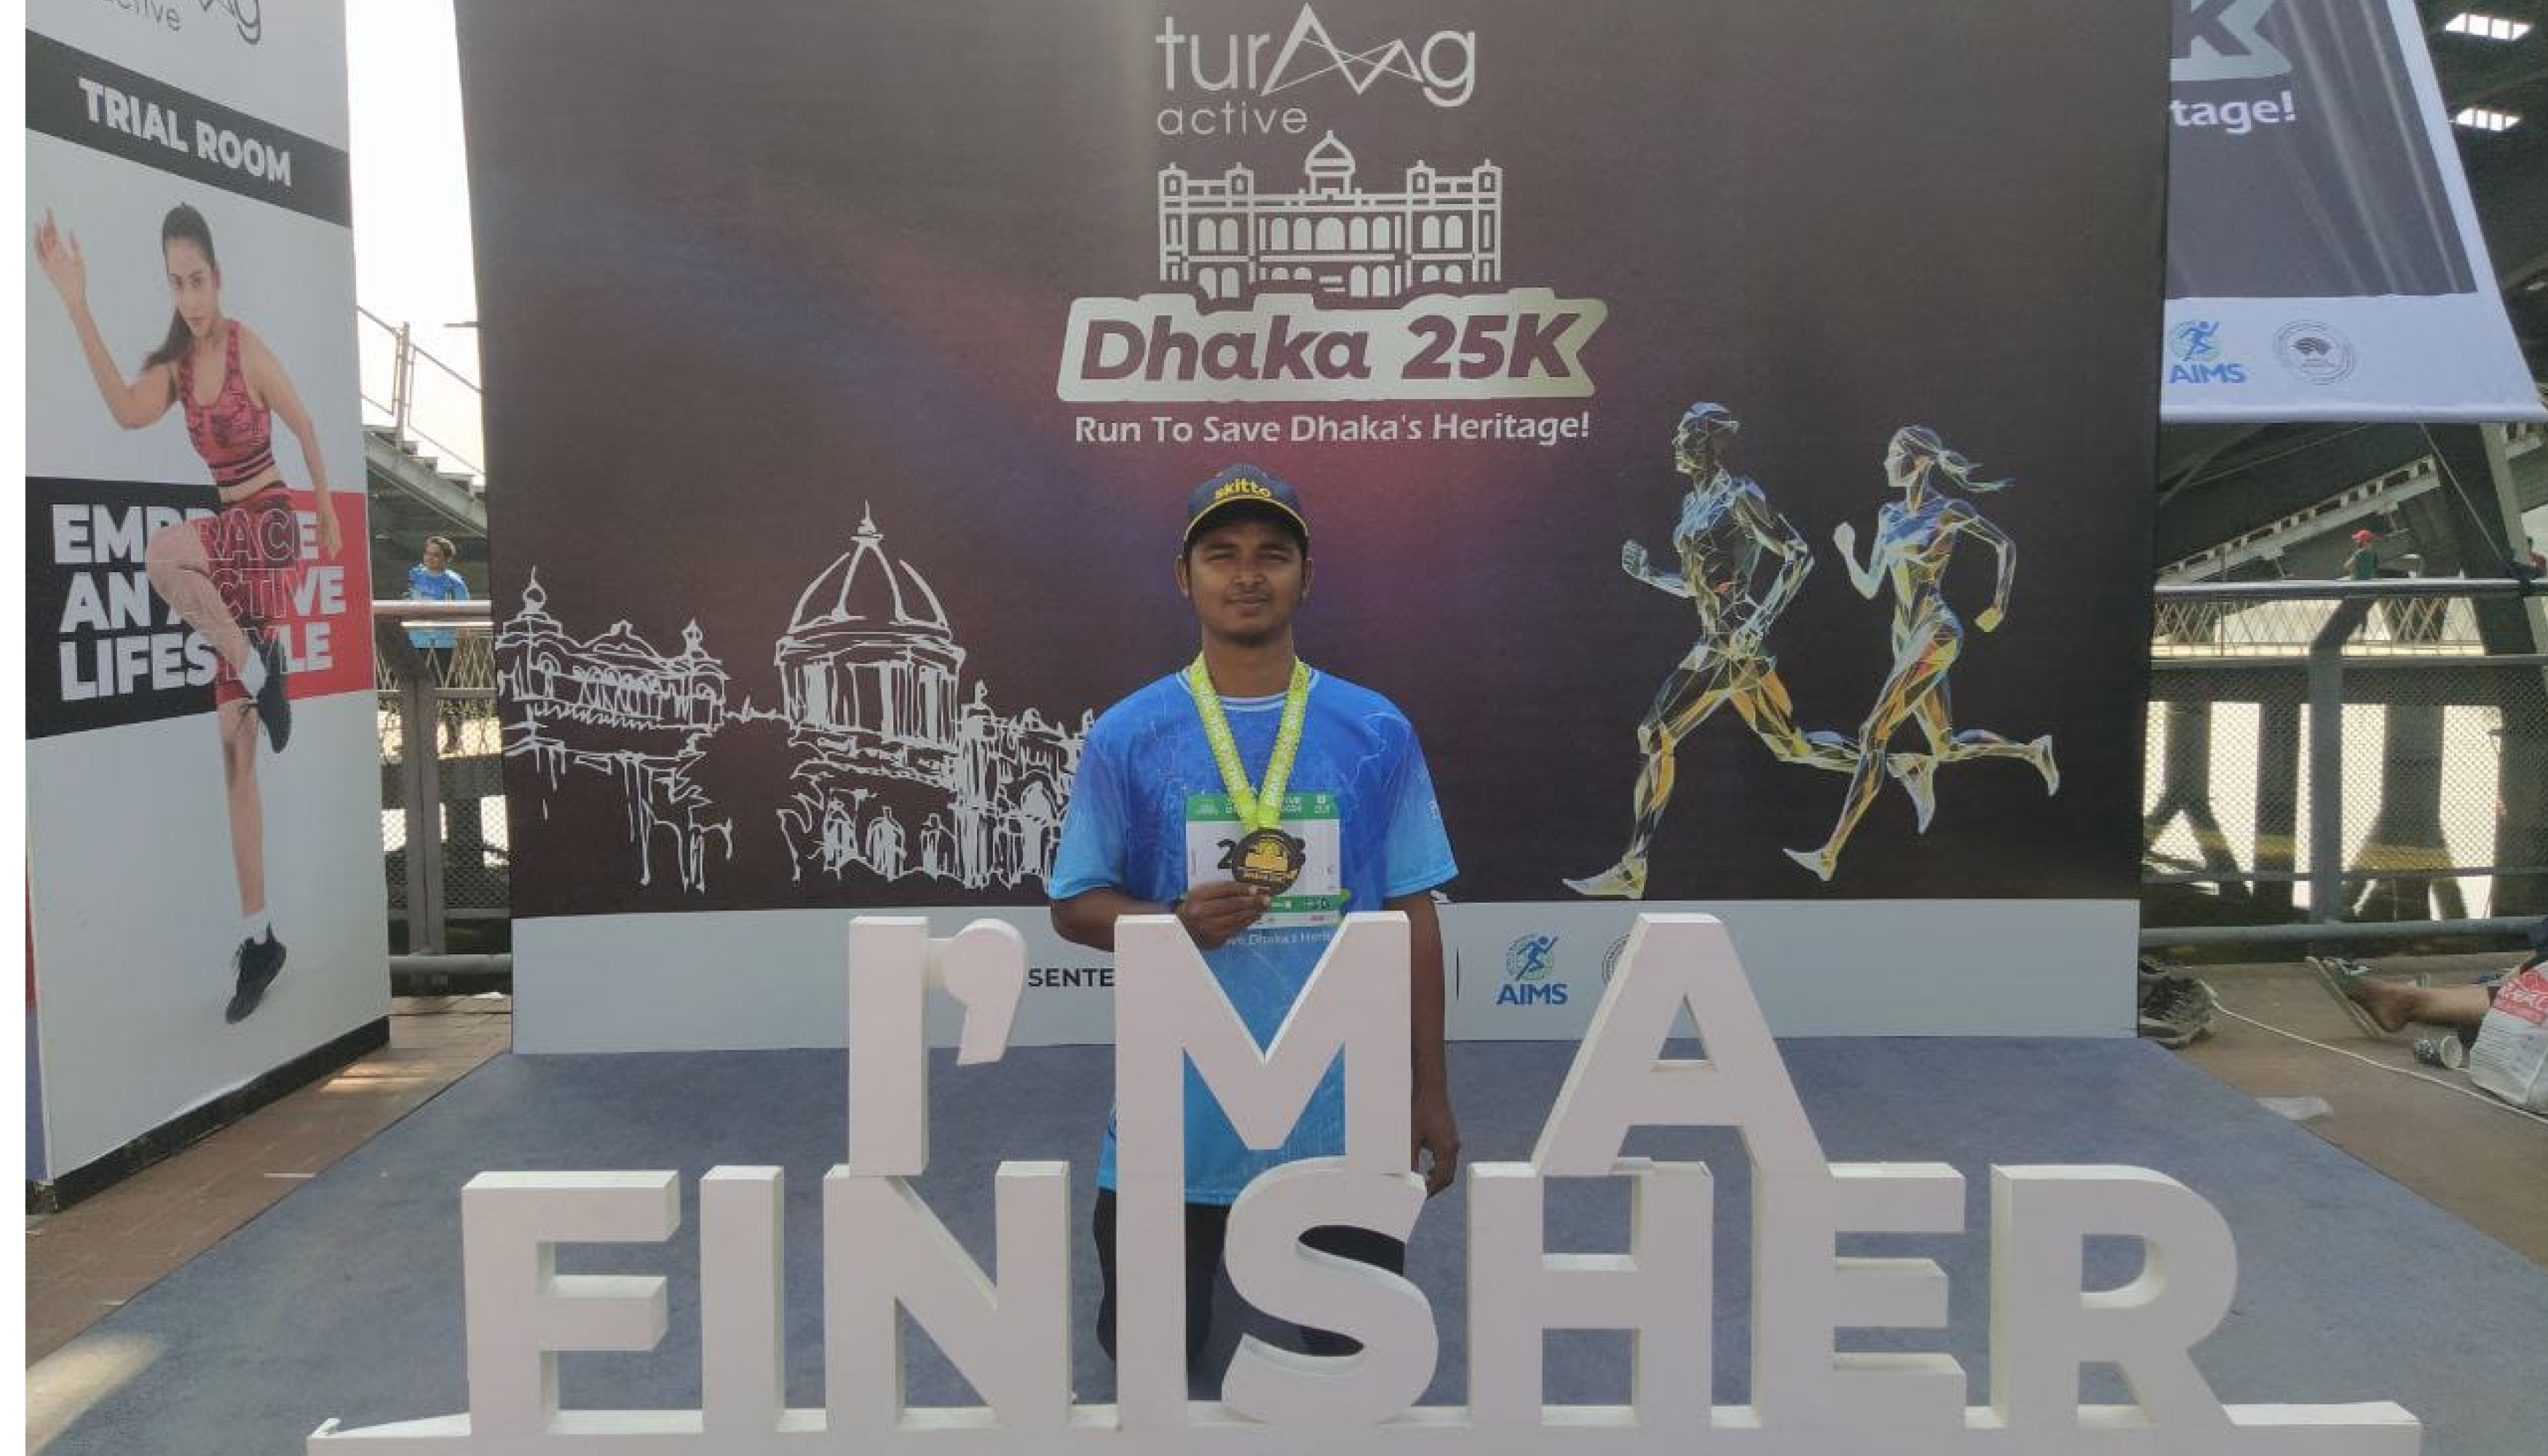 TRIAL ROOM
EMBRACE
AN ACTIVE
LIFESTYLE
turaag
active
Dhaka 25K
Run To Save Dhaka's Heritage!
skitto
K
tage!
AIMS
SENTE
AIMS
I'M A
FINISHER